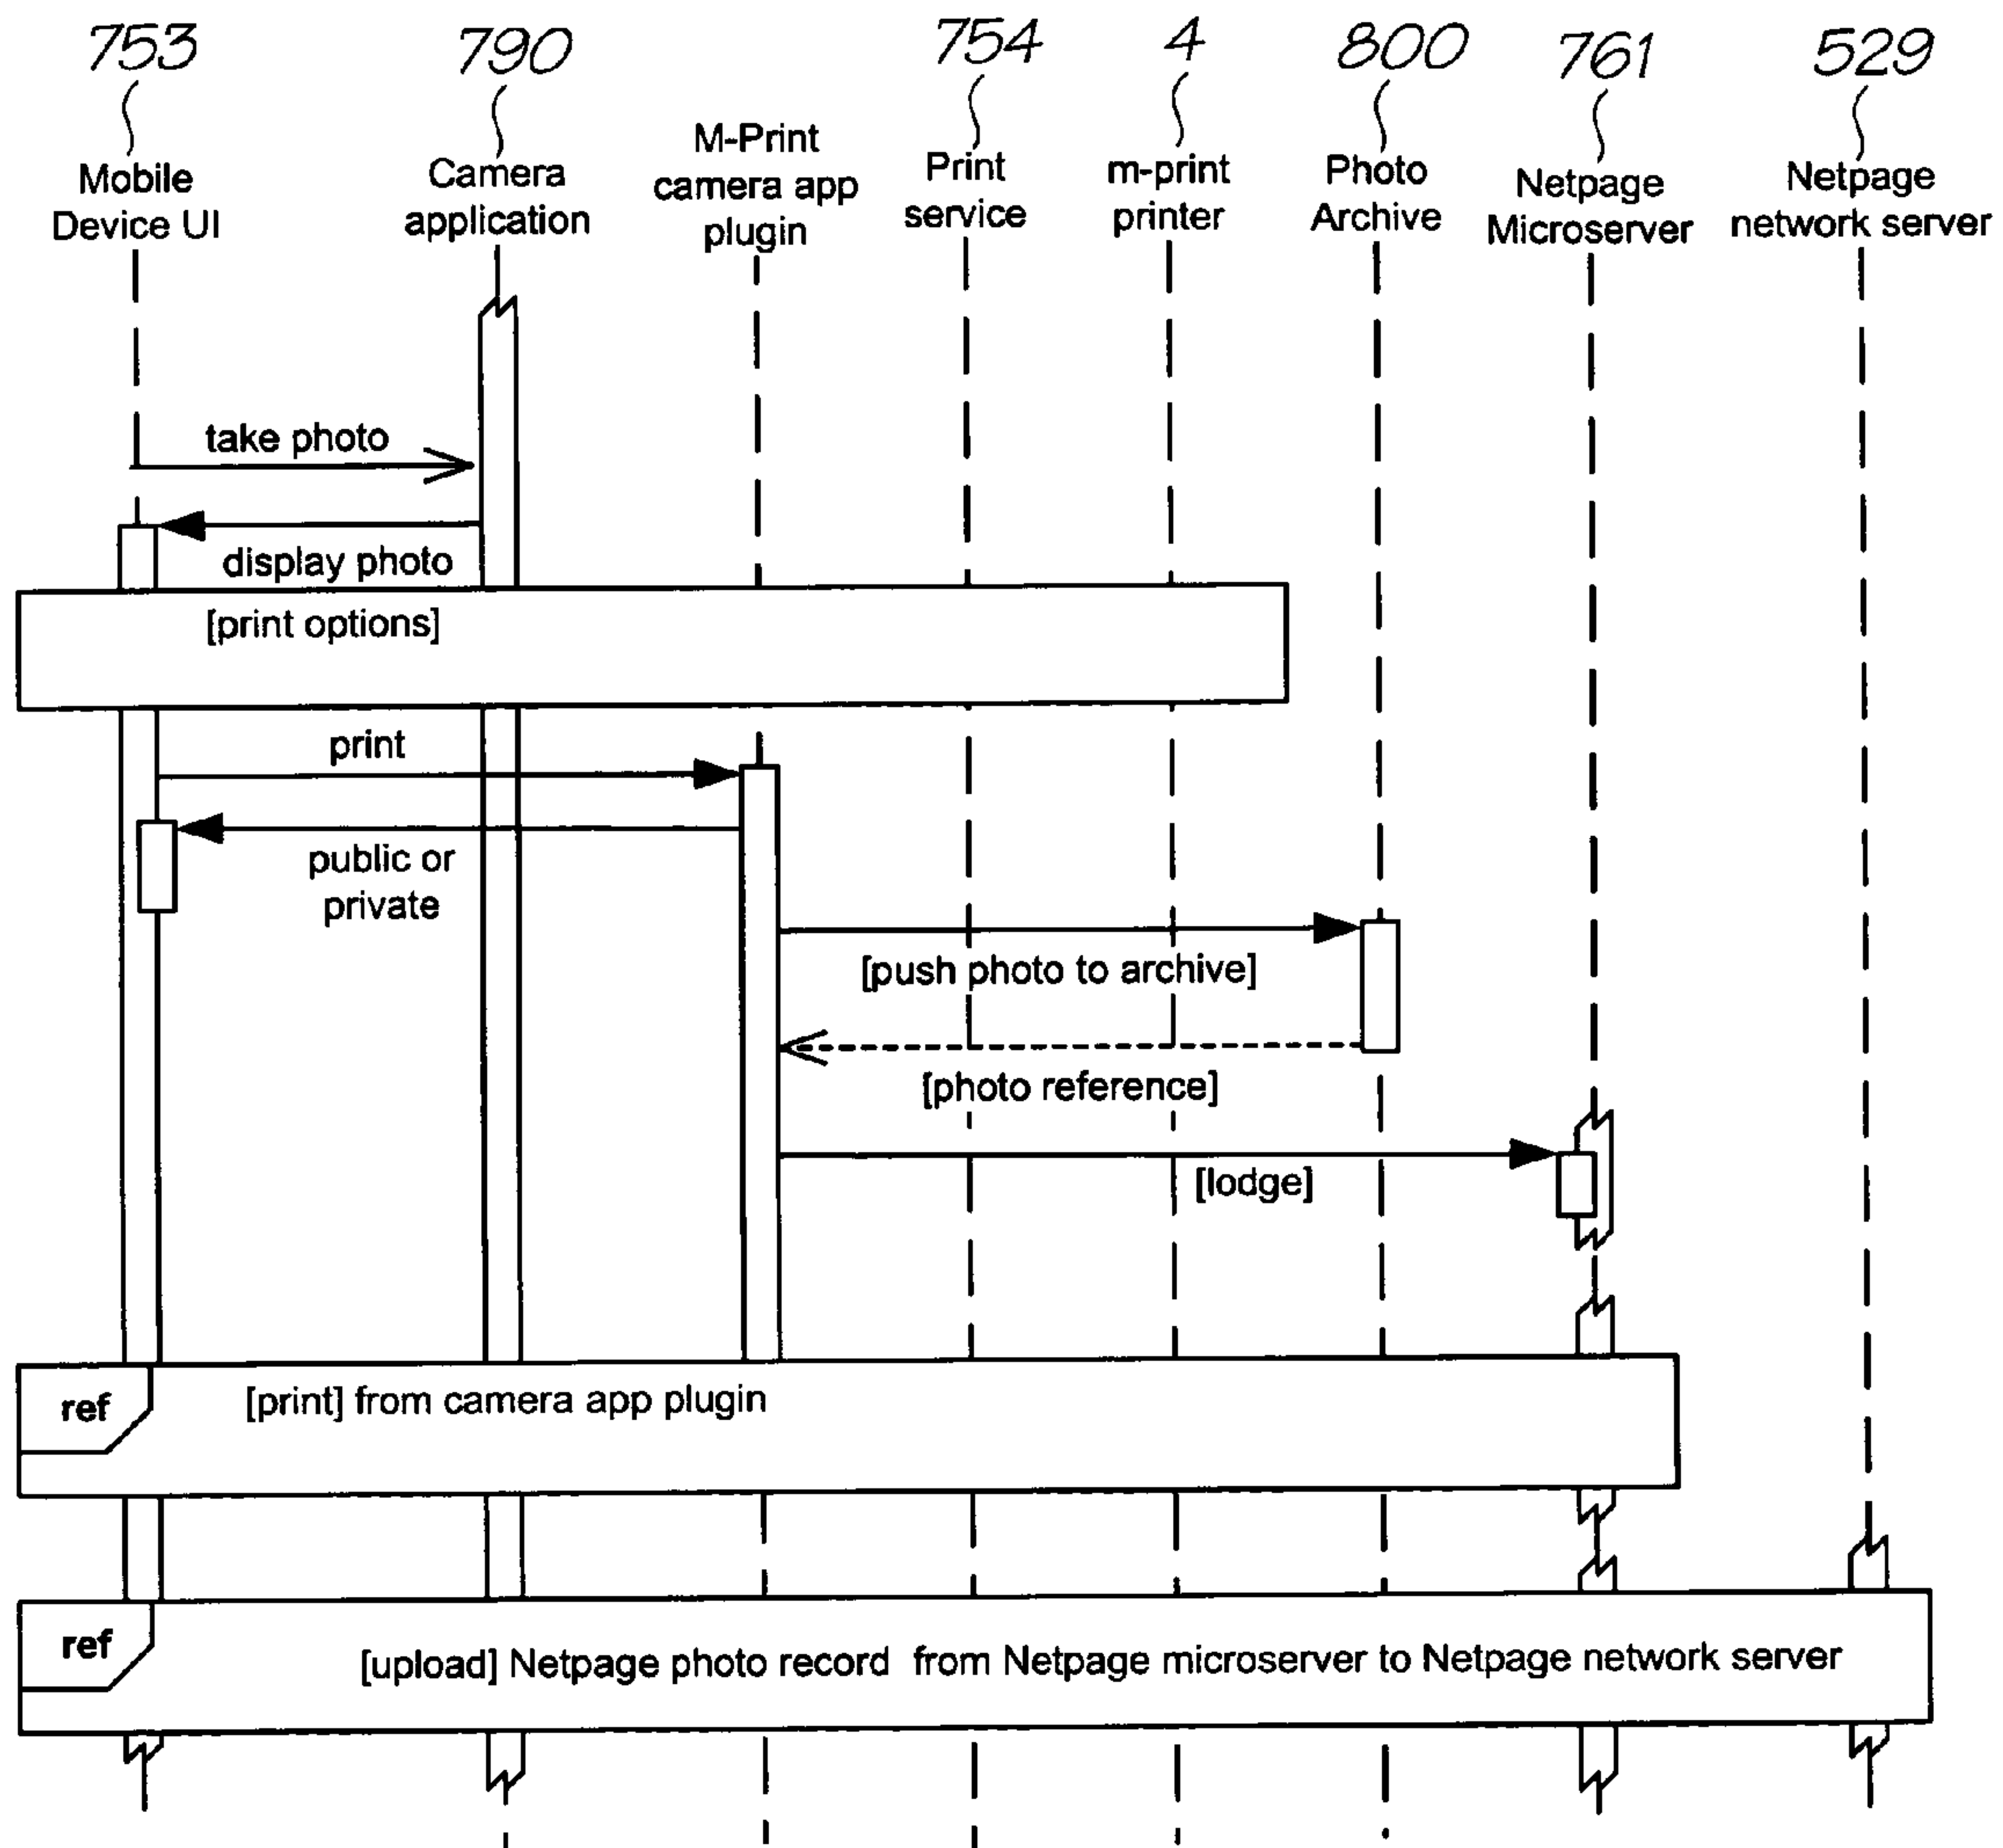 753
790
754
4
800
761
529
Mobile
Device UI
Camera
application
M-Print
camera app
plugin
Print
service
m-print
printer
Photo
Archive
Netpage
Microserver
Netpage
network server
take photo
display photo
[print options]
print
public or
private
[push photo to archive]
[photo reference]
[lodge]
ref
[print] from camera app plugin
ref
[upload] Netpage photo record from Netpage microserver to Netpage network server